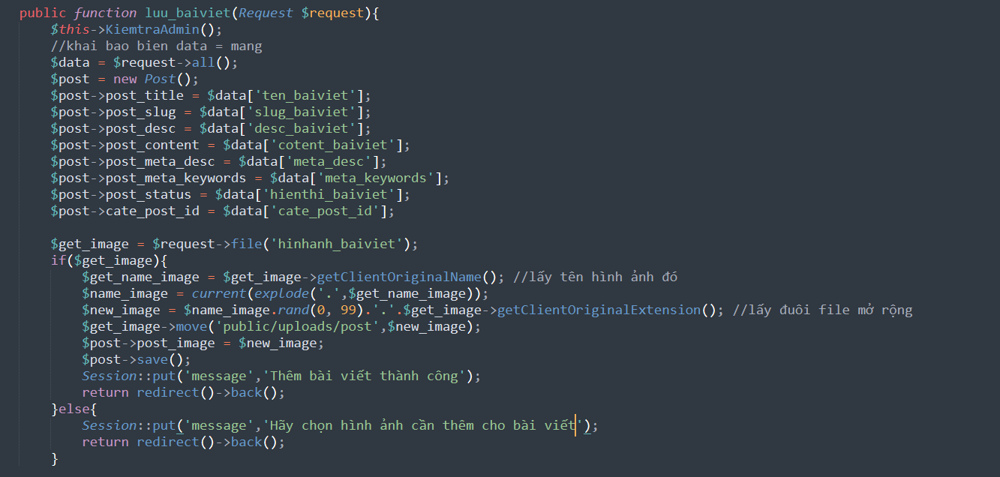 public function luu_baiviet(Request $request){
$this->KiemtraAdmin();
//khai bao bien data = mang
$data = $request->all();
$post = new Post();
$post->post_title = $data['ten_baiviet'];
$post->post_slug = $data['slug_baiviet'];
$post->post_desc = $data['desc_baiviet'];
$post->post_content = $data['cotent_baiviet'];
$post->post_meta_desc = $data['meta_desc'];
$post->post_meta_keywords = $data['meta_keywords'];
$post->post_status = $data['hienthi_baiviet'];
$post->cate_post_id = $data['cate_post_id'];
$get_image = $request->file('hinhanh_baiviet');
if($get_image){
$get_name_image = $get_image->getClientOriginalName(); //lấy tên hình ảnh đó
$name_image = current(explode('.',$get_name_image));
$new_image = $name_image.rand(0, 99).'.'.$get_image->getClientOriginalExtension(); //lấy đuôi file mở rộng
$get_image->move('public/uploads/post',$new_image);
$post->post_image = $new_image;
$post->save();
Session::put('message','Thêm bài viết thành công');
return redirect()->back();
}else{
Session::put('message','Hãy chọn hình ảnh cần thêm cho bài viết');
return redirect()->back();
}